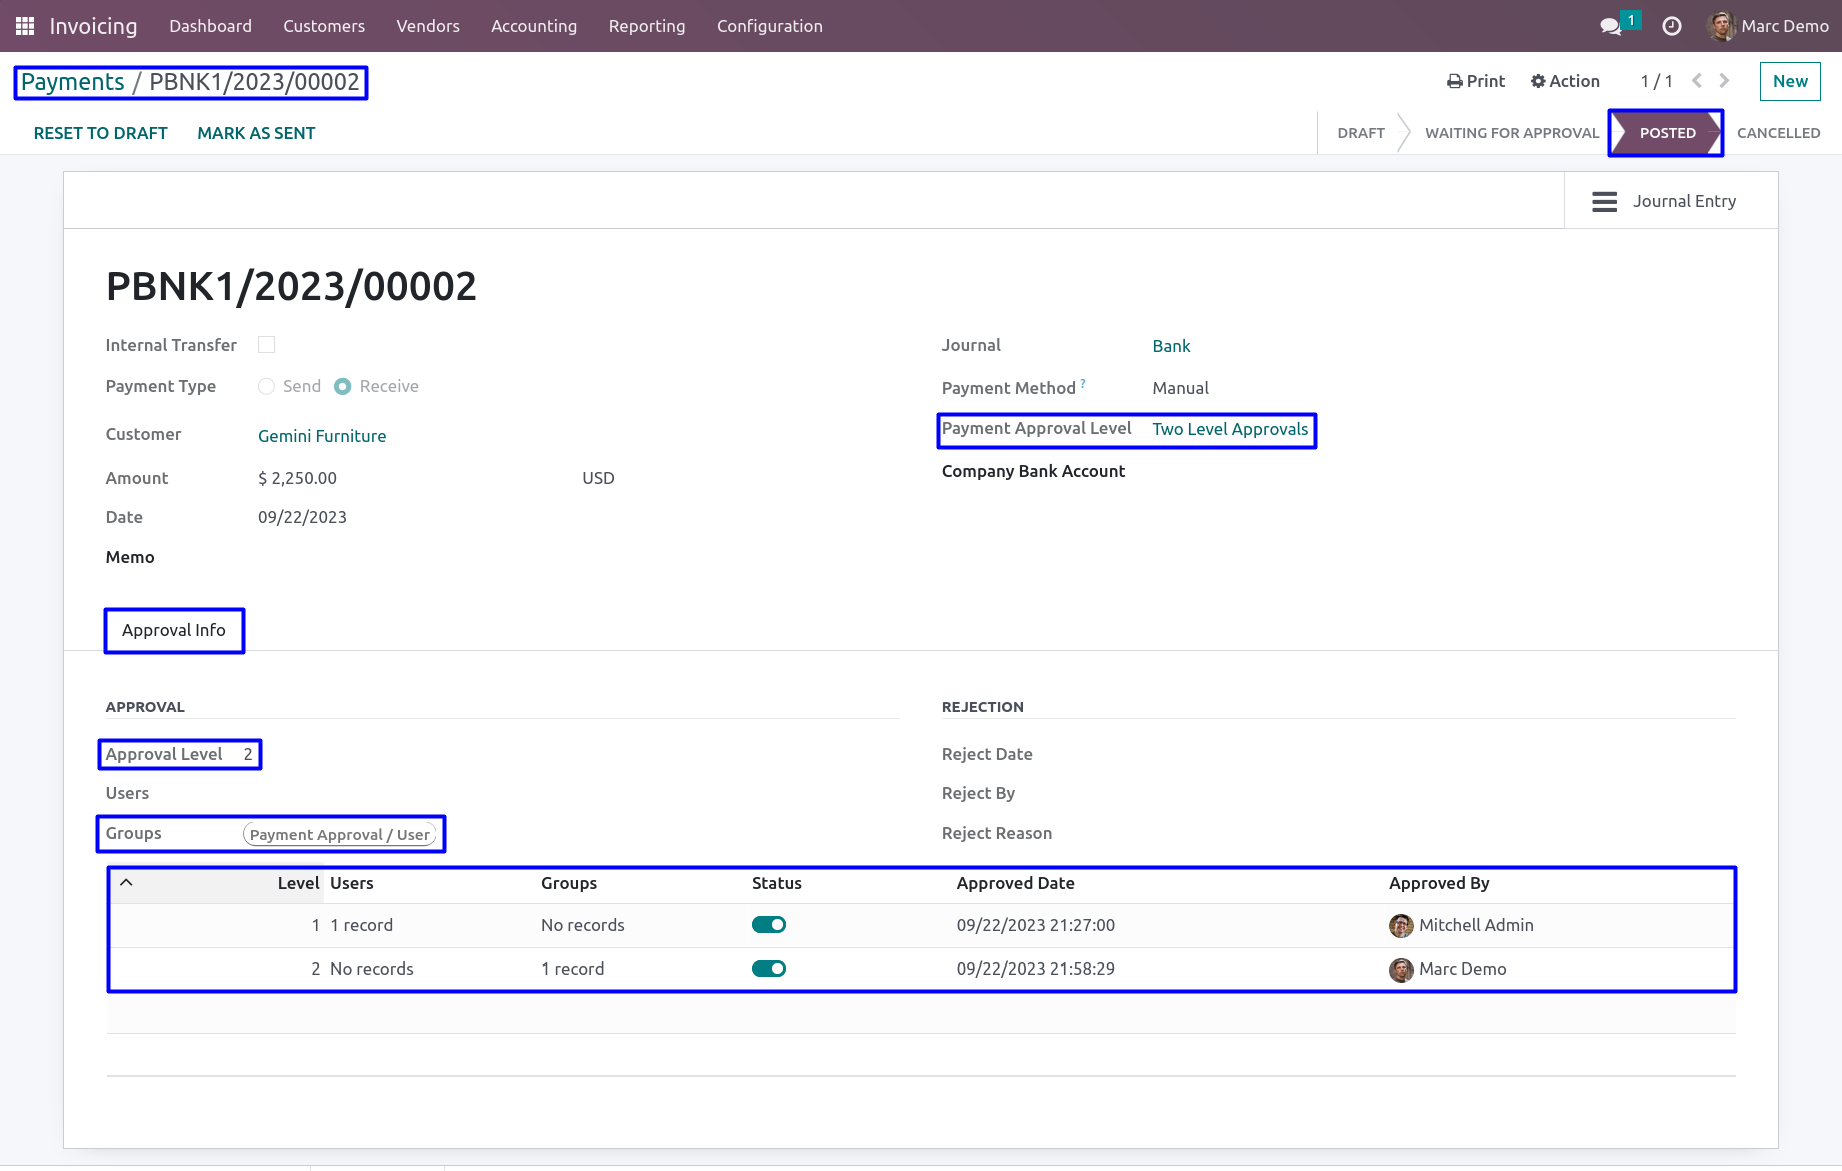 Invoicing Dashboard Customers Vendors Accounting Reporting Configuration 1 Marc Demo
Payments / PBNK1/2023/00002 Print Action 1 / 1 New
RESET TO DRAFT MARK AS SENT DRAFT WAITING FOR APPROVAL POSTED CANCELLED
Journal Entry
PBNK1/2023/00002
Internal Transfer
Payment Type Send Receive
Customer Gemini Furniture
Amount $ 2,250.00 USD
Date 09/22/2023
Memo
Journal Bank
Payment Method ? Manual
Payment Approval Level Two Level Approvals
Company Bank Account
Approval Info
APPROVAL
Approval Level 2
Users
Groups Payment Approval / User
REJECTION
Reject Date
Reject By
Reject Reason
Level Users Groups Status Approved Date Approved By
1 1 record No records 09/22/2023 21:27:00 Mitchell Admin
2 No records 1 record 09/22/2023 21:58:29 Marc Demo